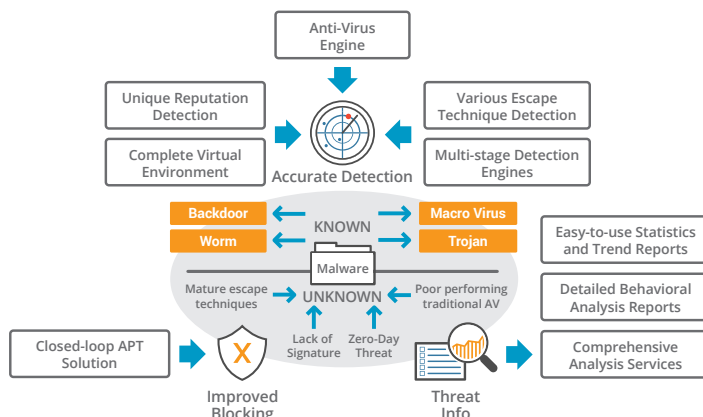 Anti-Virus
Engine
Unique Reputation
Detection
Various Escape
Technique Detection
Complete Virtual
Environment
Multi-stage Detection
Engines
Accurate Detection
Backdoor
Macro Virus
KNOWN
Worm
Trojan
Malware
Mature escape
techniques
UNKNOWN
Poor performing
traditional AV
Lack of
Signature
Zero-Day
Threat
Easy-to-use Statistics
and Trend Reports
Detailed Behavioral
Analysis Reports
Comprehensive
Analysis Services
Closed-loop APT
Solution
X
Improved
Blocking
Threat
Info